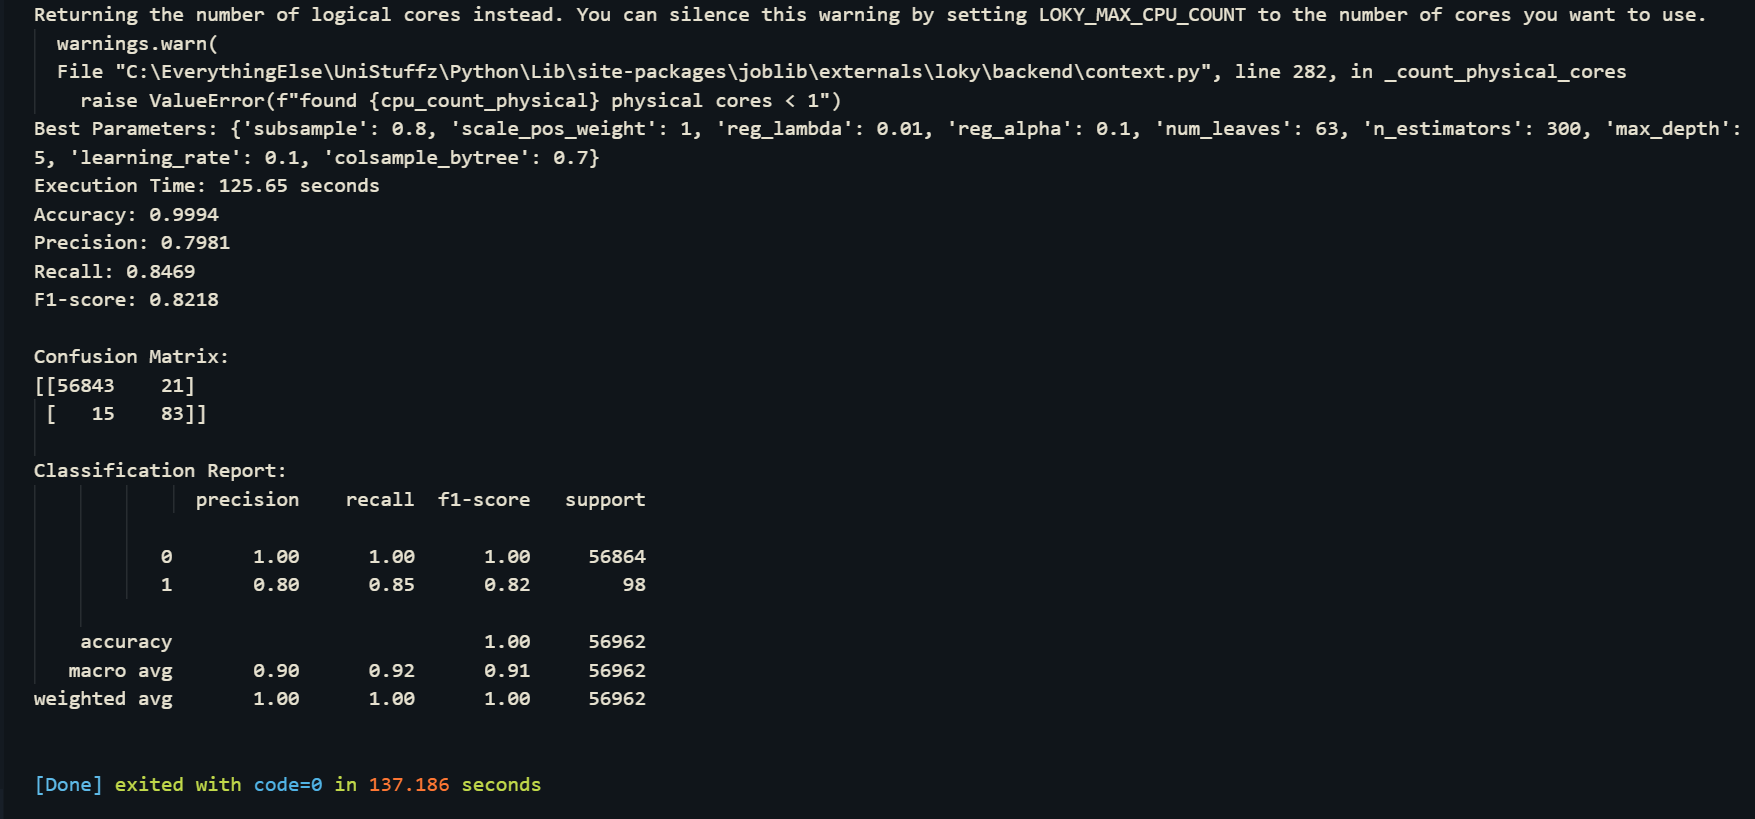 Returning the number of logical cores instead. You can silence this warning by setting LOKY_MAX_CPU_COUNT to the number of cores you want to use.
  warnings.warn(
  File "C:\EverythingElse\UniStuffz\Python\Lib\site-packages\joblib\externals\loky\backend\context.py", line 282, in _count_physical_cores
    raise ValueError(f"found {cpu_count_physical} physical cores < 1")
Best Parameters: {'subsample': 0.8, 'scale_pos_weight': 1, 'reg_lambda': 0.01, 'reg_alpha': 0.1, 'num_leaves': 63, 'n_estimators': 300, 'max_depth':
5, 'learning_rate': 0.1, 'colsample_bytree': 0.7}
Execution Time: 125.65 seconds
Accuracy: 0.9994
Precision: 0.7981
Recall: 0.8469
F1-score: 0.8218

Confusion Matrix:
[[56843    21]
 [   15    83]]

Classification Report:
              precision    recall  f1-score   support

           0       1.00      1.00      1.00     56864
           1       0.80      0.85      0.82        98

    accuracy                           1.00     56962
   macro avg       0.90      0.92      0.91     56962
weighted avg       1.00      1.00      1.00     56962

[Done] exited with code=0 in 137.186 seconds